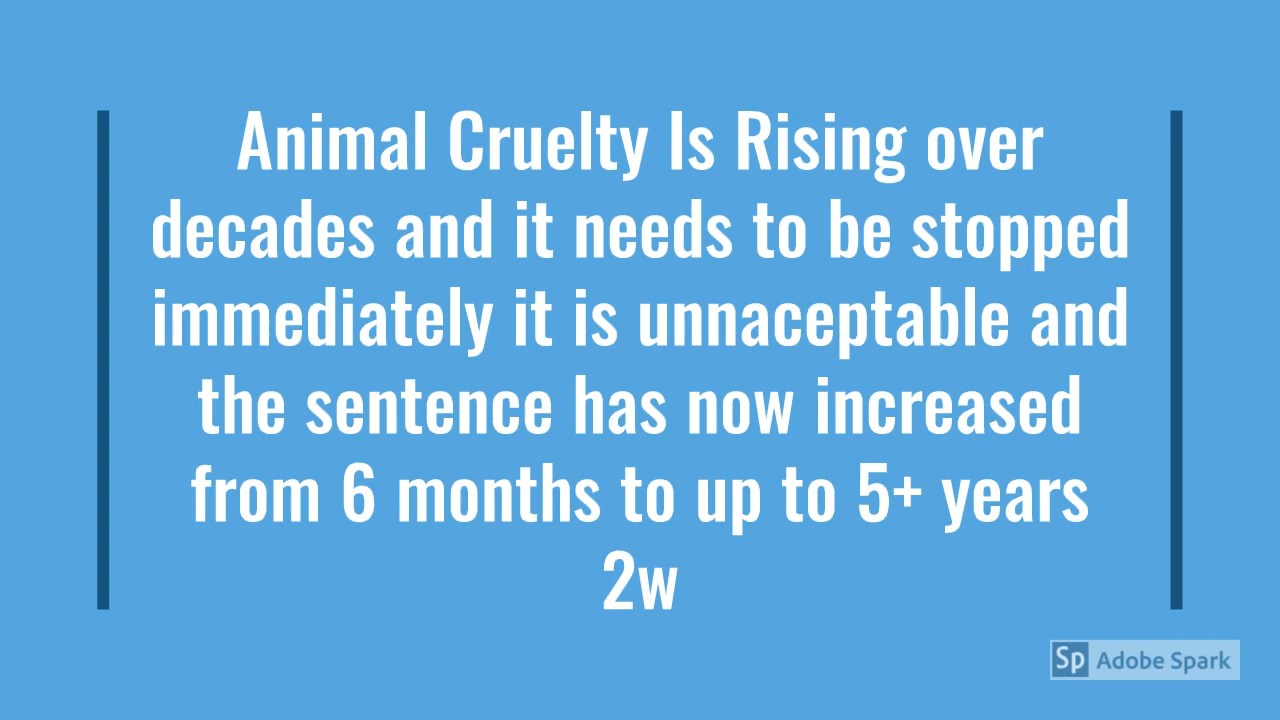 Animal Cruelty Is Rising over
decades and it needs to be stopped
immediately it is unnaceptable and
the sentence has now increased
from 6 months to up to 5+ years
2w
Sp Adobe Spark